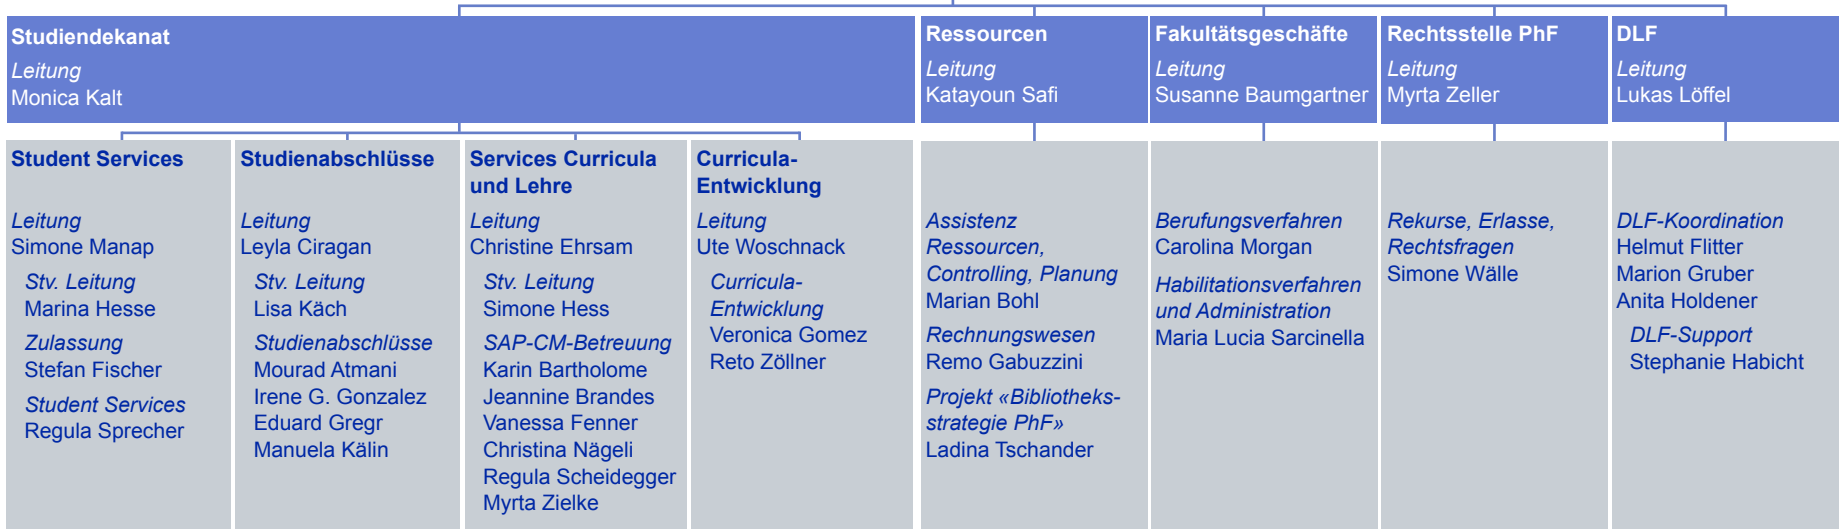 Studiendekanat
Leitung
Monica Kalt
Ressourcen
Leitung
Katayoun Safi
Fakultätsgeschäfte
Leitung
Susanne Baumgartner
Rechtsstelle PhF
Leitung
Myrta Zeller
DLF
Leitung
Lukas Löffel
Student Services
Leitung
Simone Manap
Stv. Leitung
Marina Hesse
Zulassung
Stefan Fischer
Student Services
Regula Sprecher
Studienabschlüsse
Leitung
Leyla Ciragan
Stv. Leitung
Lisa Käch
Studienabschlüsse
Mourad Atmani
Irene G. Gonzalez
Eduard Gregr
Manuela Kälin
Services Curricula
und Lehre
Leitung
Christine Ehrsam
Stv. Leitung
Simone Hess
SAP-CM-Betreuung
Karin Bartholome
Jeannine Brandes
Vanessa Fenner
Christina Nägeli
Regula Scheidegger
Myrta Zielke
Curricula-
Entwicklung
Leitung
Ute Woschnack
Curricula-
Entwicklung
Veronica Gomez
Reto Zöllner
Assistenz
Ressourcen,
Controlling, Planung
Marian Bohl
Rechnungswesen
Remo Gabuzzini
Projekt «Bibliotheks-
strategie PhF»
Ladina Tschander
Berufungsverfahren
Carolina Morgan
Habilitationsverfahren
und Administration
Maria Lucia Sarcinella
Rekurse, Erlasse,
Rechtsfragen
Simone Wälle
DLF-Koordination
Helmut Flitter
Marion Gruber
Anita Holdener
DLF-Support
Stephanie Habicht